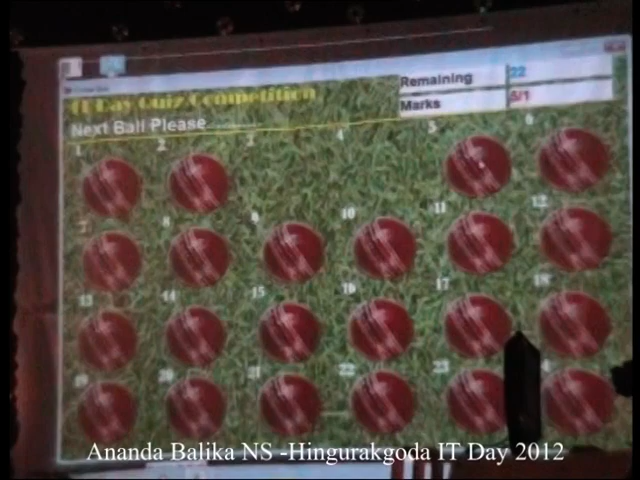 IT Day Quiz Competition
Remaining 22
Marks 5/1
Next Ball Please......
1 2 3 4 5 6
7 8 9 10 11 12
13 14 15 16 17 18
19 20 21 22 23
Ananda Balika NS -Hingurakgoda IT Day 2012